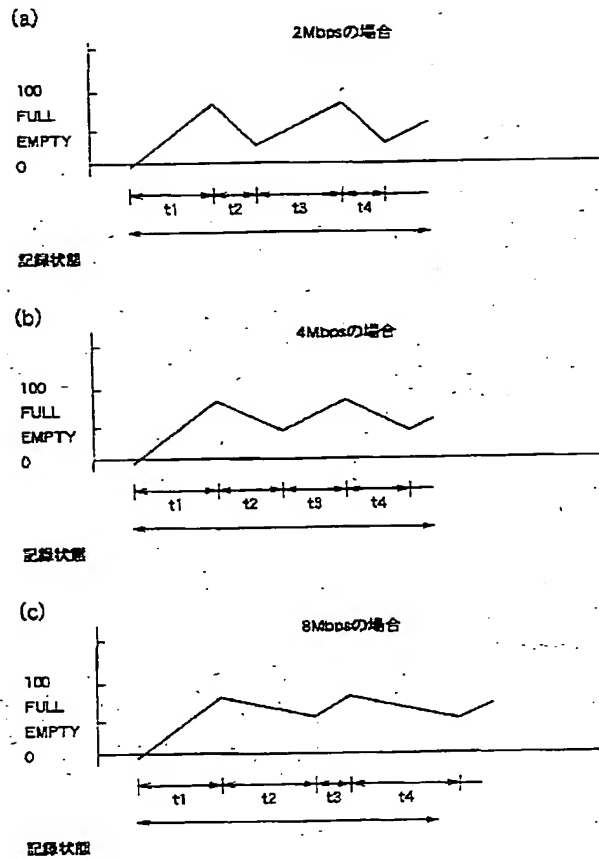 (a)
2Mbpsの場合
100
FULL
EMPTY
0
t1 t2 t3 t4
記録状態
(b)
4Mbpsの場合
100
FULL
EMPTY
0
t1 t2 t3 t4
記録状態
(c)
8Mbpsの場合
100
FULL
EMPTY
0
t1 t2 t3 t4
記録状態